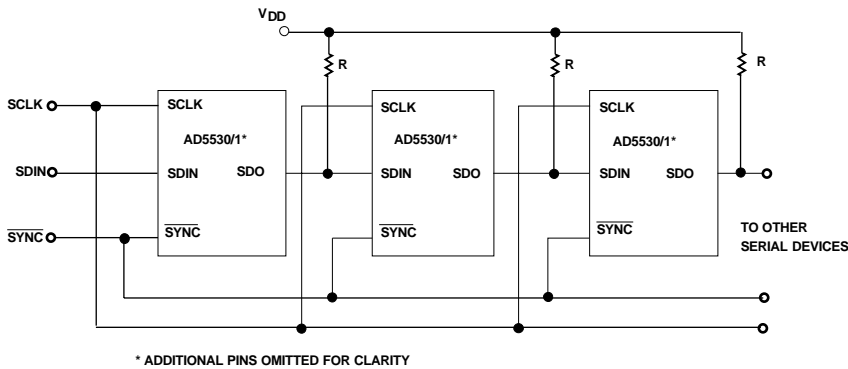 VDD
R
R
R
SCLK
SCLK
SCLK
SCLK
AD5530/1*
AD5530/1*
AD5530/1*
SDIN
SDIN
SDO
SDIN
SDO
SDIN
SDO
SYNC
SYNC
SYNC
SYNC
TO OTHER
SERIAL DEVICES
* ADDITIONAL PINS OMITTED FOR CLARITY